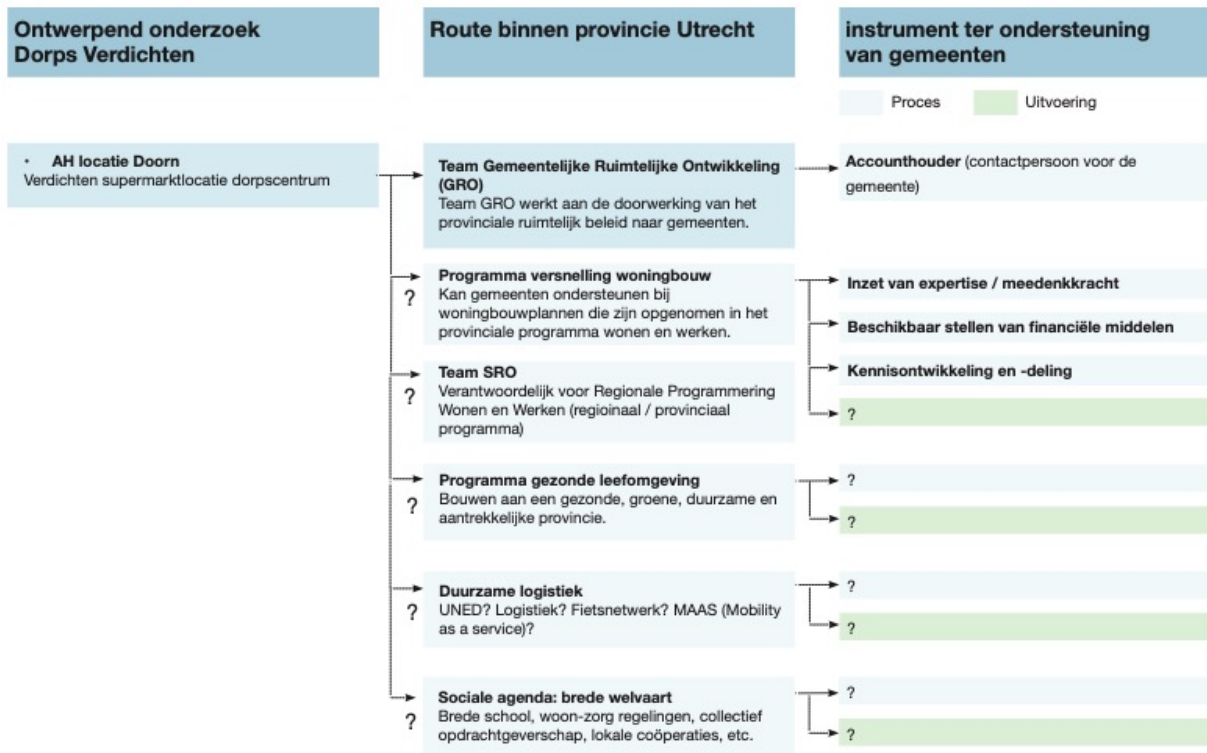 Ontwerpend onderzoek
Dorps Verdichten
Route binnen provincie Utrecht
instrument ter ondersteuning
van gemeenten
Proces
Uitvoering
• AH locatie Doorn
Verdichten supermarktlocatie dorpscentrum
Team Gemeentelijke Ruimtelijke Ontwikkeling
(GRO)
Team GRO werkt aan de doorwerking van het
provinciale ruimtelijk beleid naar gemeenten.
Accounthouder (contactpersoon voor de
gemeente)
?
Programma versnelling woningbouw
Kan gemeenten ondersteunen bij
woningbouwplannen die zijn opgenomen in het
provinciale programma wonen en werken.
Inzet van expertise / meedenkkracht
Beschikbaar stellen van financiële middelen
Kennisontwikkeling en -deling
?
?
Team SRO
Verantwoordelijk voor Regionale Programmering
Wonen en Werken (regioinaal / provinciaal
programma)
?
Programma gezonde leefomgeving
Bouwen aan een gezonde, groene, duurzame en
aantrekkelijke provincie.
?
?
?
Duurzame logistiek
UNED? Logistiek? Fietsnetwerk? MAAS (Mobility
as a service)?
?
?
?
Sociale agenda: brede welvaart
Brede school, woon-zorg regelingen, collectief
opdrachtgeverschap, lokale coöperaties, etc.
?
?